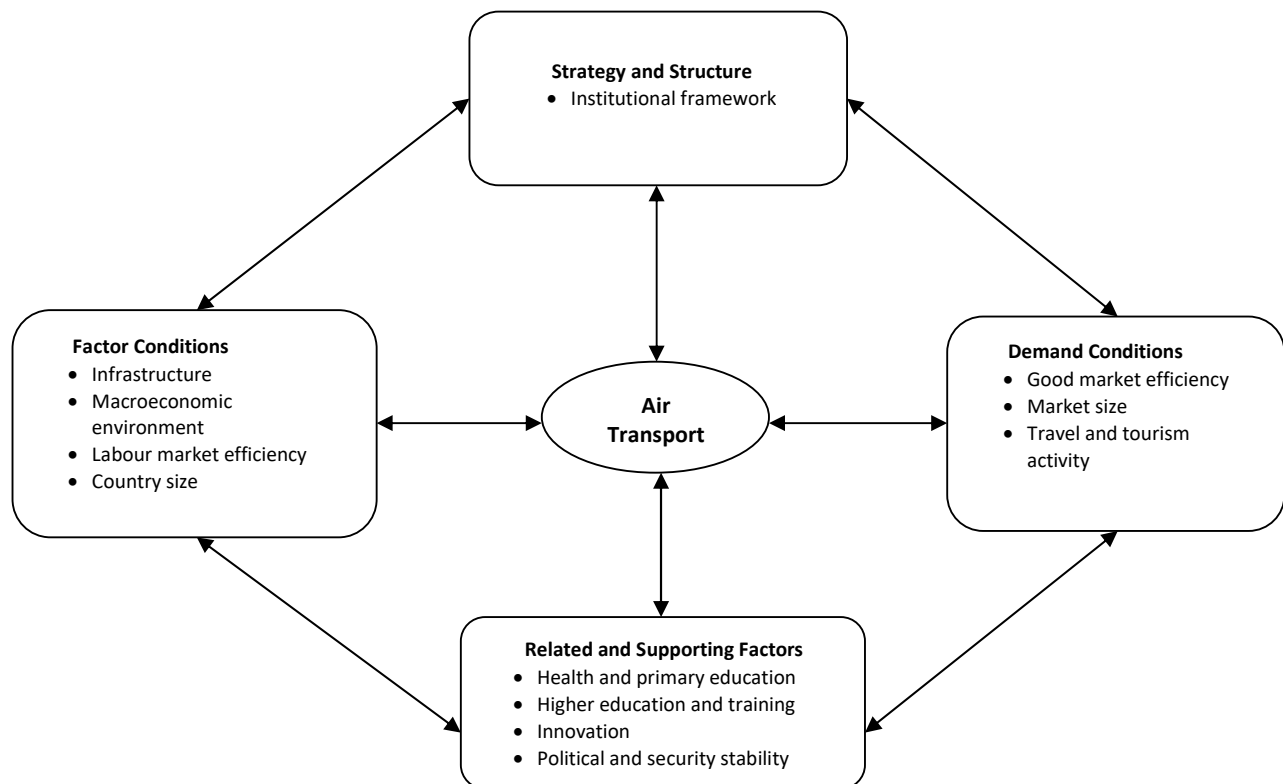 Strategy and Structure
• Institutional framework
Factor Conditions
• Infrastructure
• Macroeconomic
environment
• Labour market efficiency
• Country size
Air
Transport
Demand Conditions
• Good market efficiency
• Market size
• Travel and tourism
activity
Related and Supporting Factors
• Health and primary education
• Higher education and training
• Innovation
• Political and security stability